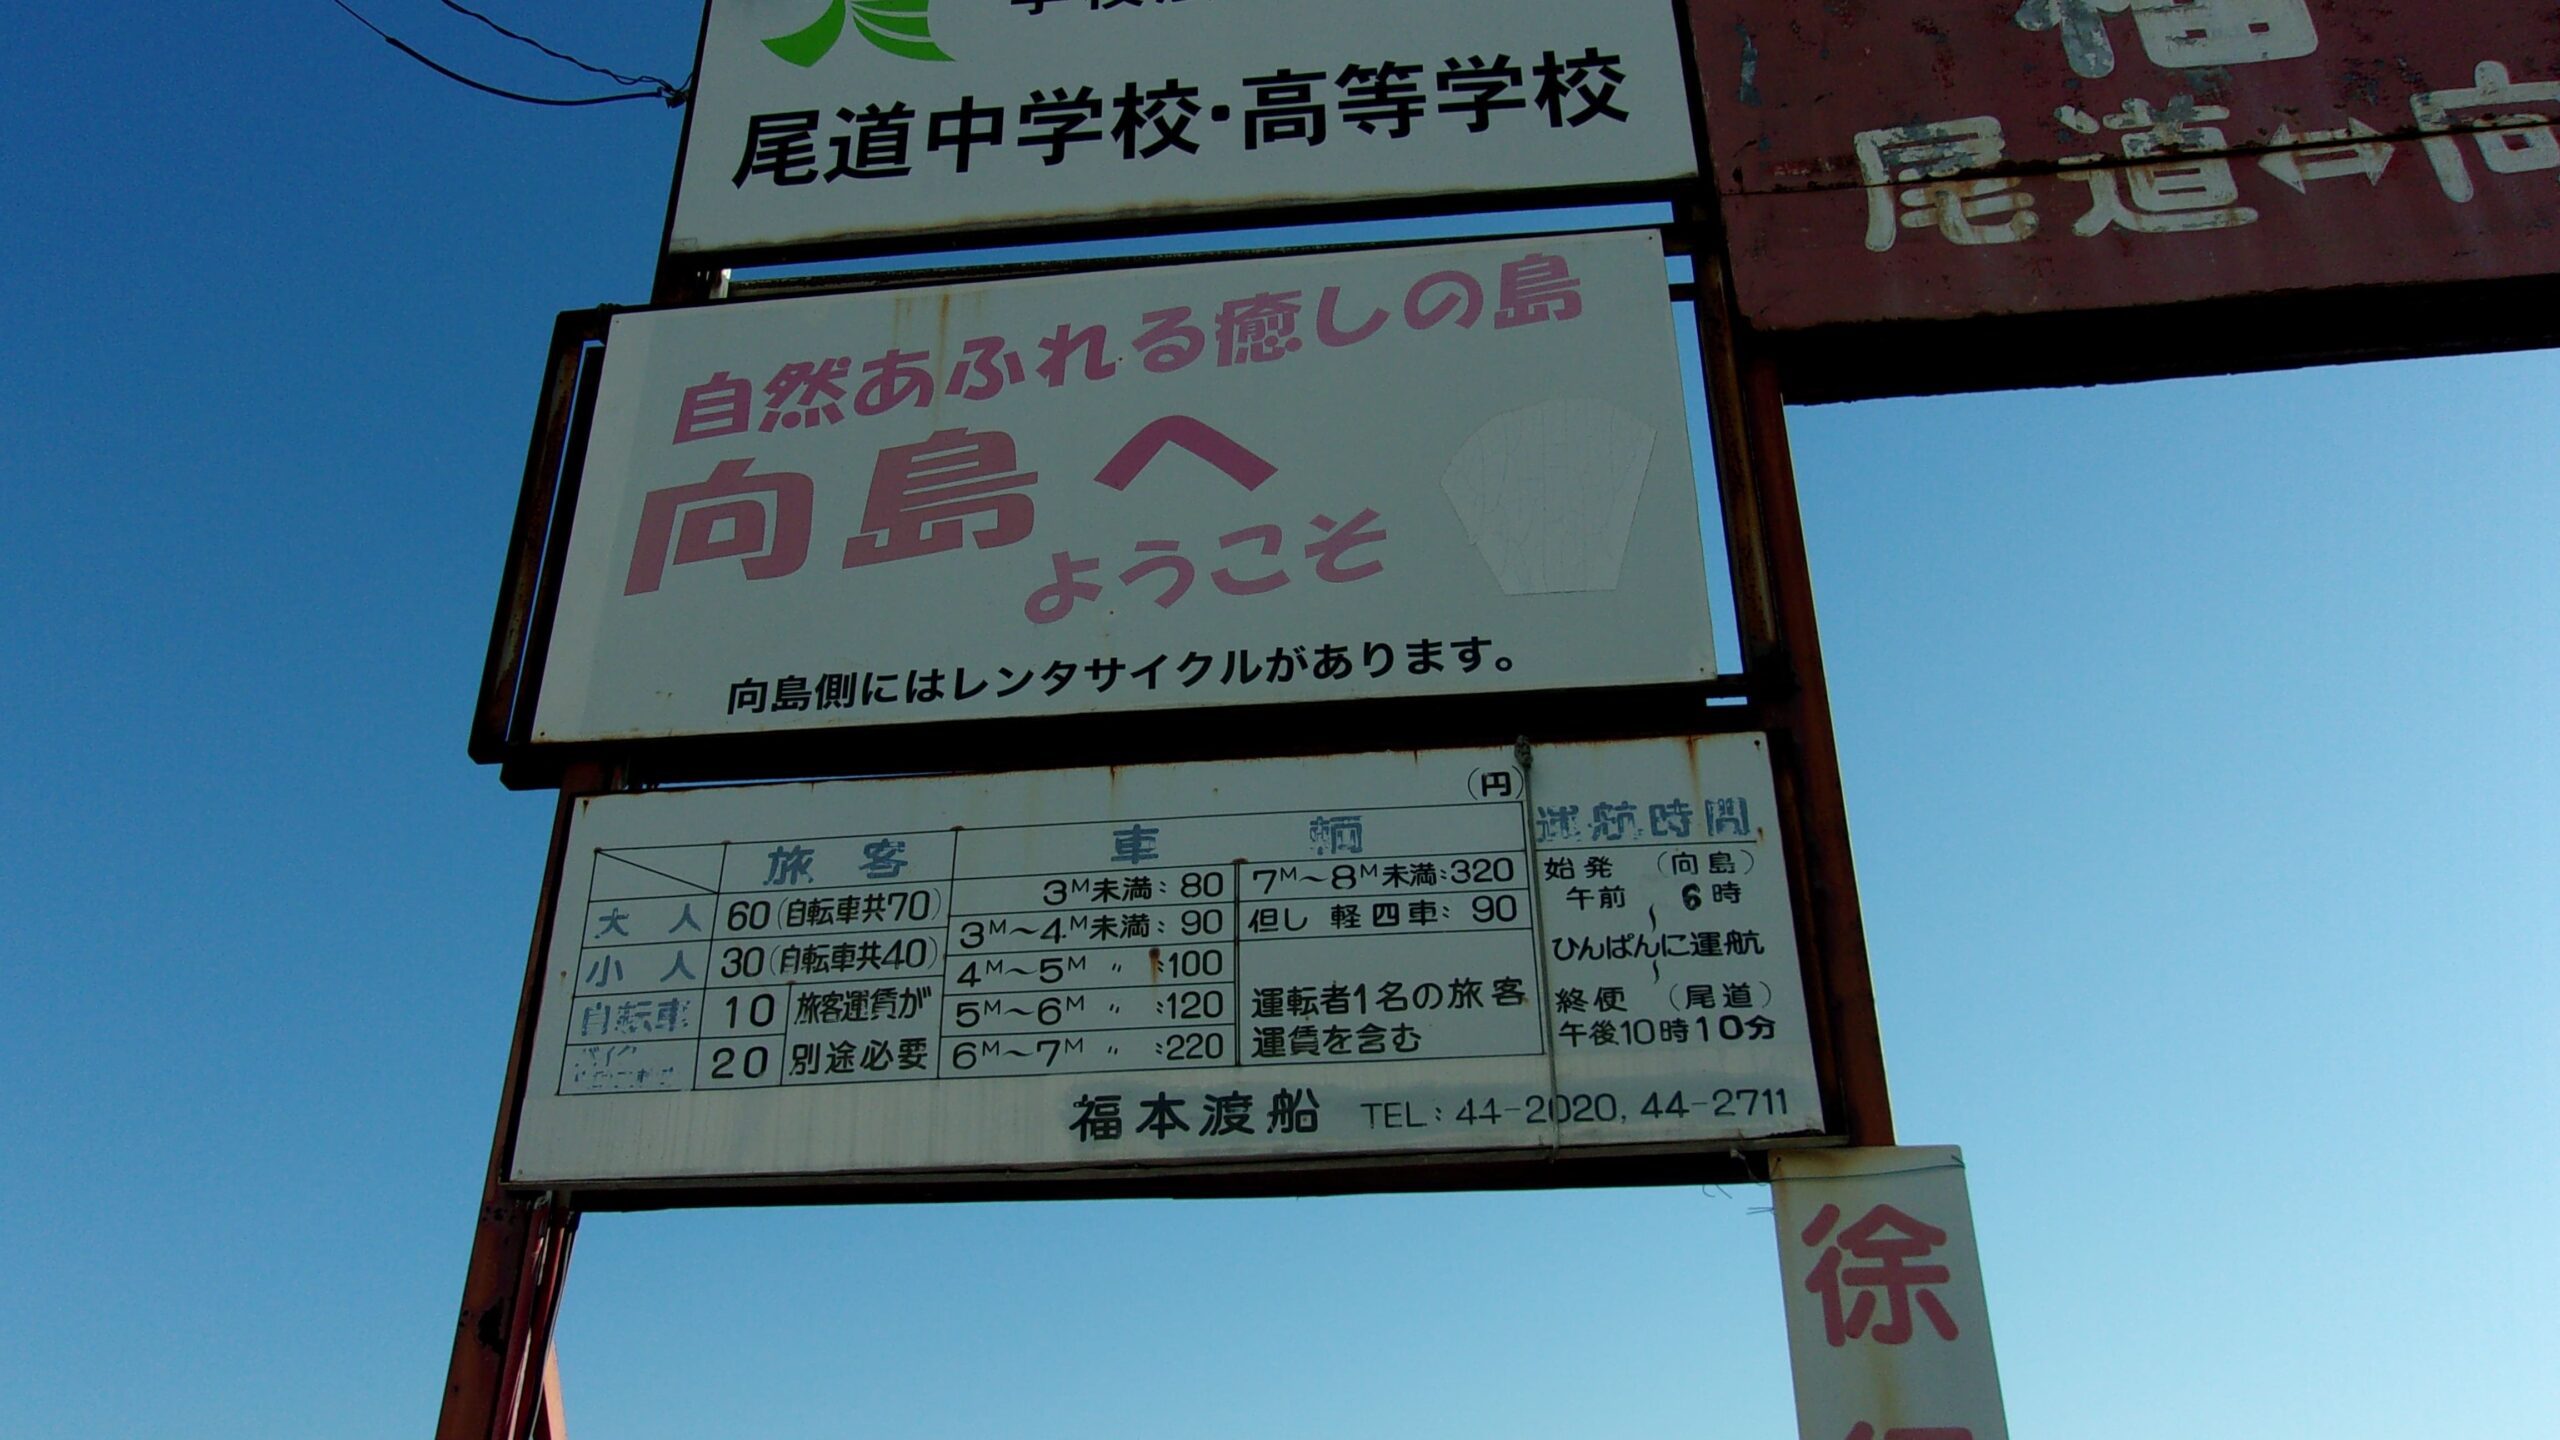 尾道中学校・高等学校
尾道⇔向
自然あふれる癒しの島
向島へ
ようこそ
向島側にはレンタサイクルがあります。
(円)
旅客 車輌
大人 60(自転車共70)
小人 30(自転車共40)
自転車 10 旅客運賃が
バイク 20 別途必要
3M未満:80
3M〜4M未満:90
4M〜5M 〃 :100
5M〜6M 〃 :120
6M〜7M 〃 :220
7M〜8M未満:320
但し 軽四車:90
運転者1名の旅客
運賃を含む
運航時間
始発 (向島)
午前 6時
〜
ひんぱんに運航
〜
終便 (尾道)
午後10時10分
福本渡船 TEL:44-2020, 44-2711
徐